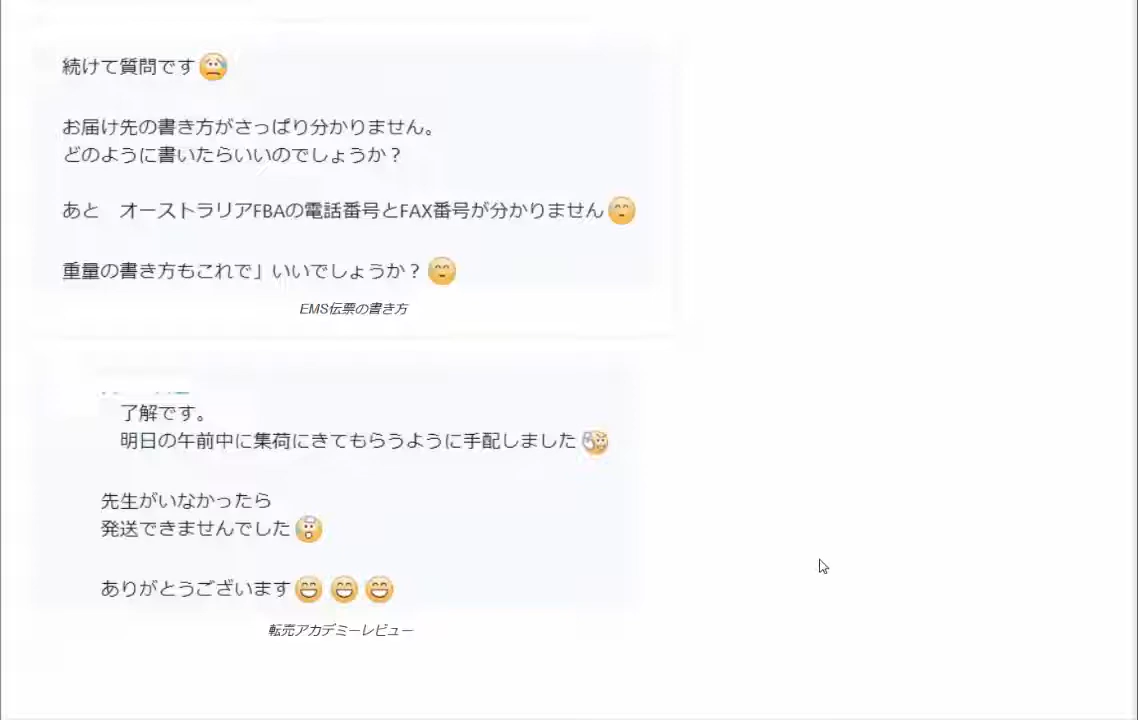 続けて質問です
お届け先の書き方がさっぱり分かりません。
どのように書いたらいいのでしょうか？
あと　オーストラリアFBAの電話番号とFAX番号が分かりません
重量の書き方もこれで」いいでしょうか？
EMS伝票の書き方
了解です。
明日の午前中に集荷にきてもらうように手配しました
先生がいなかったら
発送できませんでした
ありがとうございます
転売アカデミーレビュー